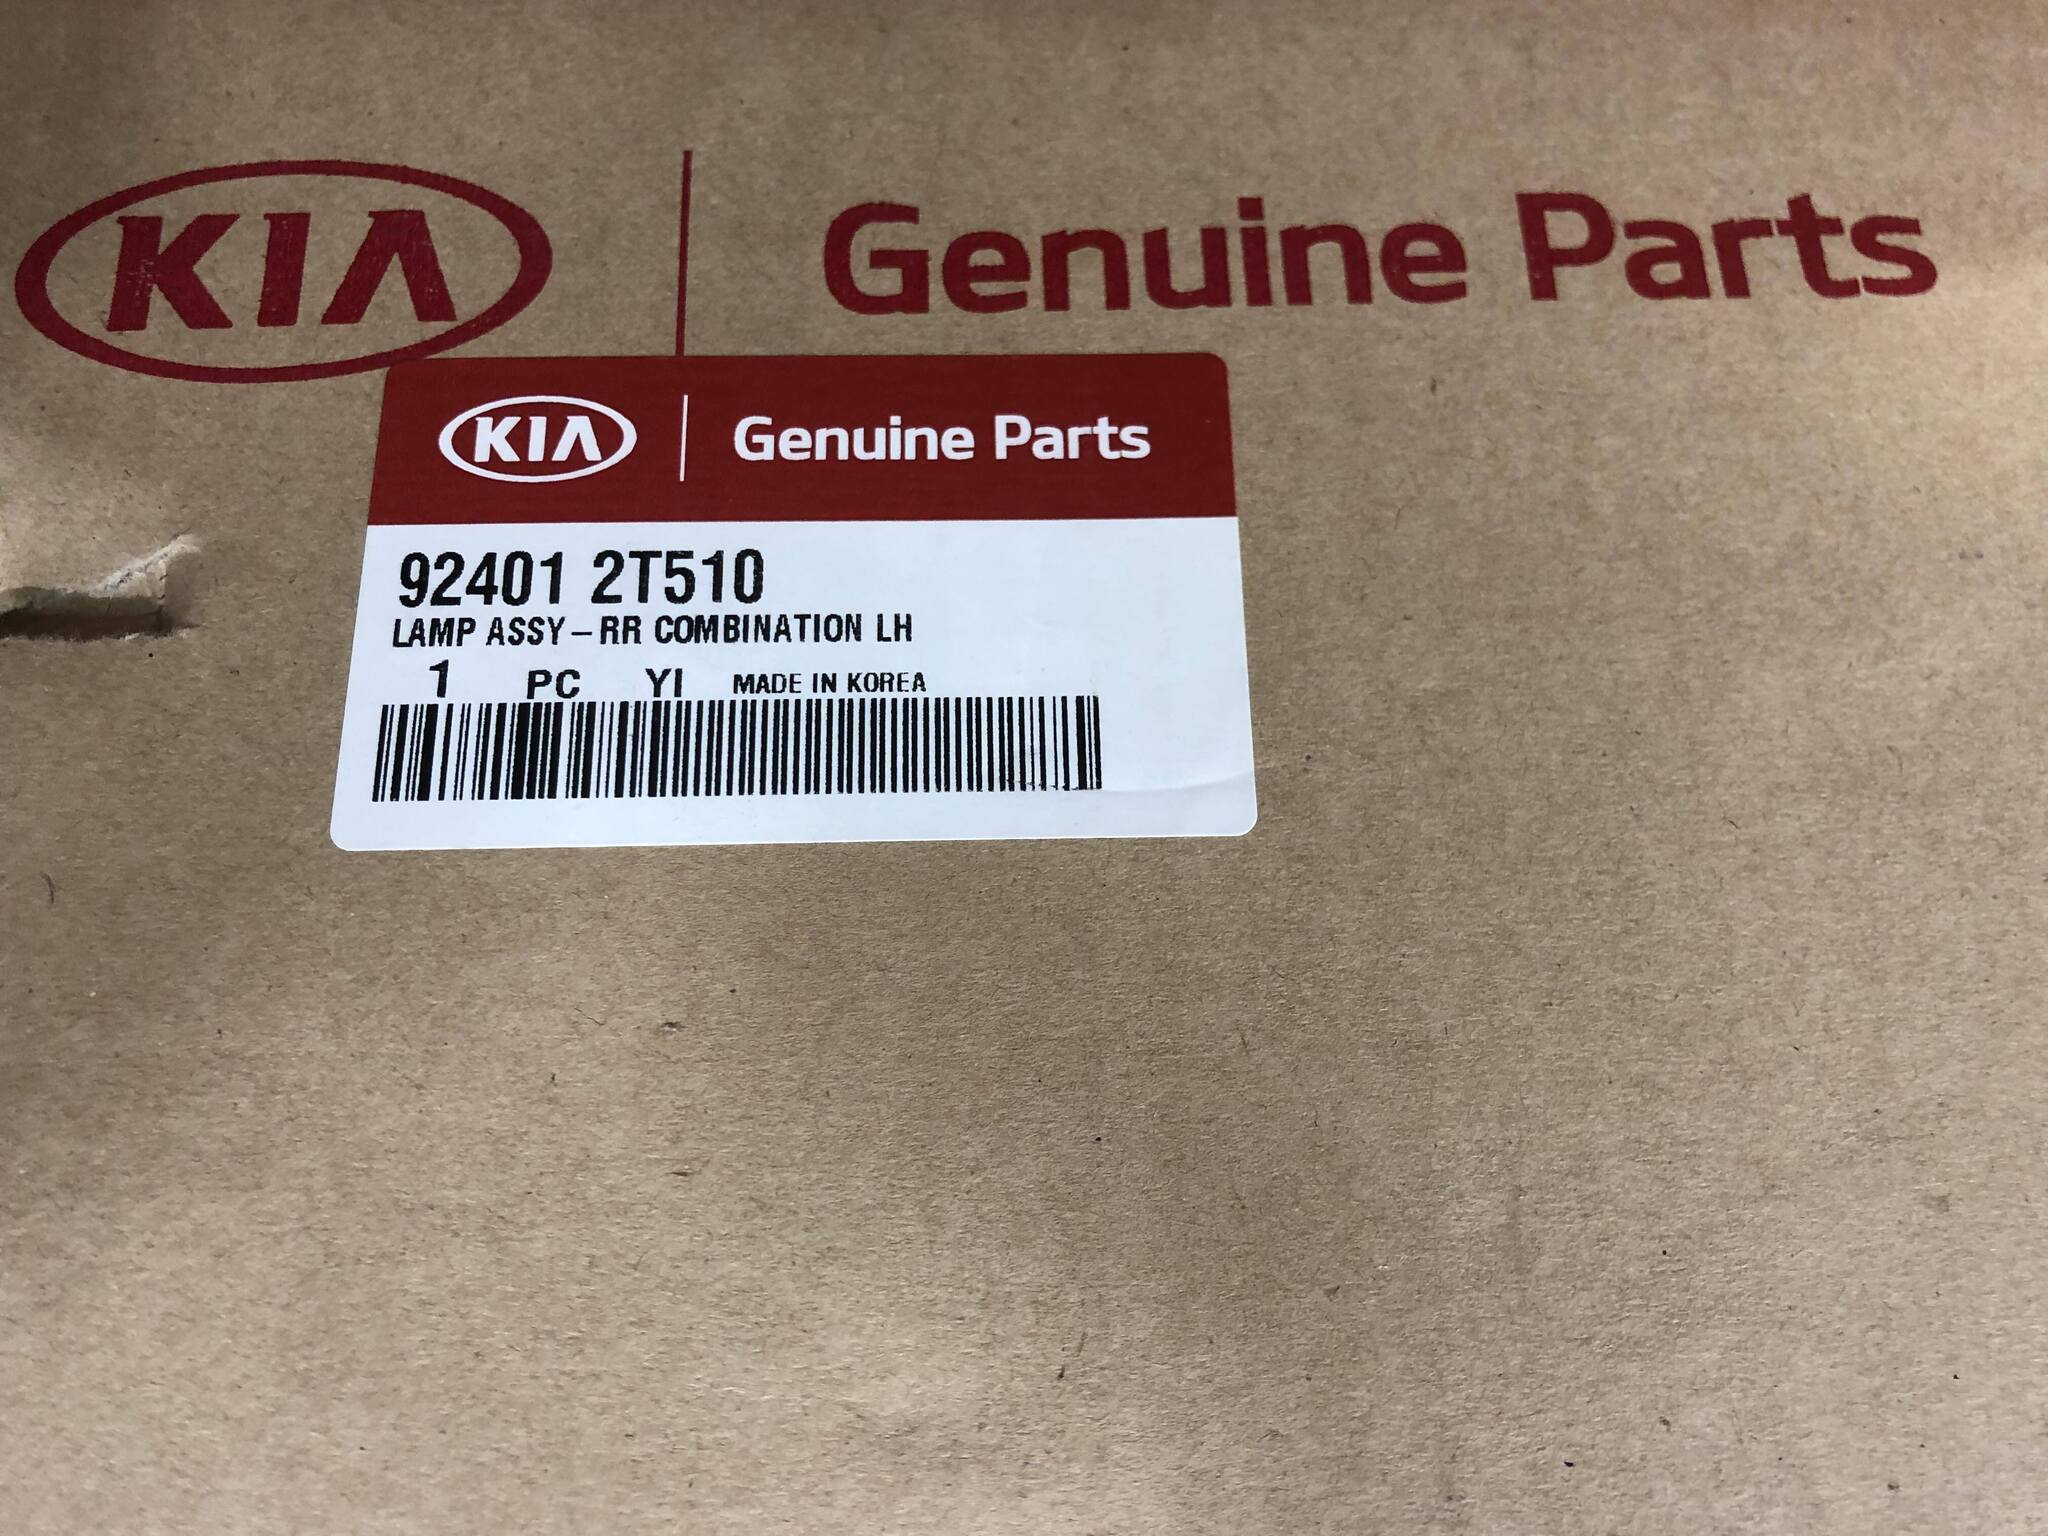 KIA Genuine Parts
KIA Genuine Parts
92401 2T510
LAMP ASSY-RR COMBINATION LH
1 PC YI MADE IN KOREA